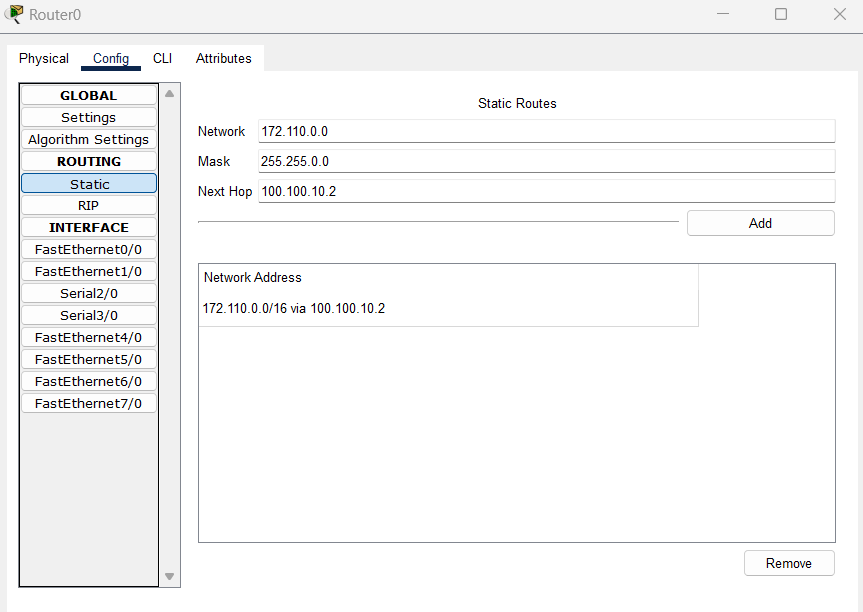 Router0
Physical Config CLI Attributes
GLOBAL
Settings
Algorithm Settings
ROUTING
Static
RIP
INTERFACE
FastEthernet0/0
FastEthernet1/0
Serial2/0
Serial3/0
FastEthernet4/0
FastEthernet5/0
FastEthernet6/0
FastEthernet7/0
Static Routes
Network 172.110.0.0
Mask 255.255.0.0
Next Hop 100.100.10.2
Add
Network Address
172.110.0.0/16 via 100.100.10.2
Remove